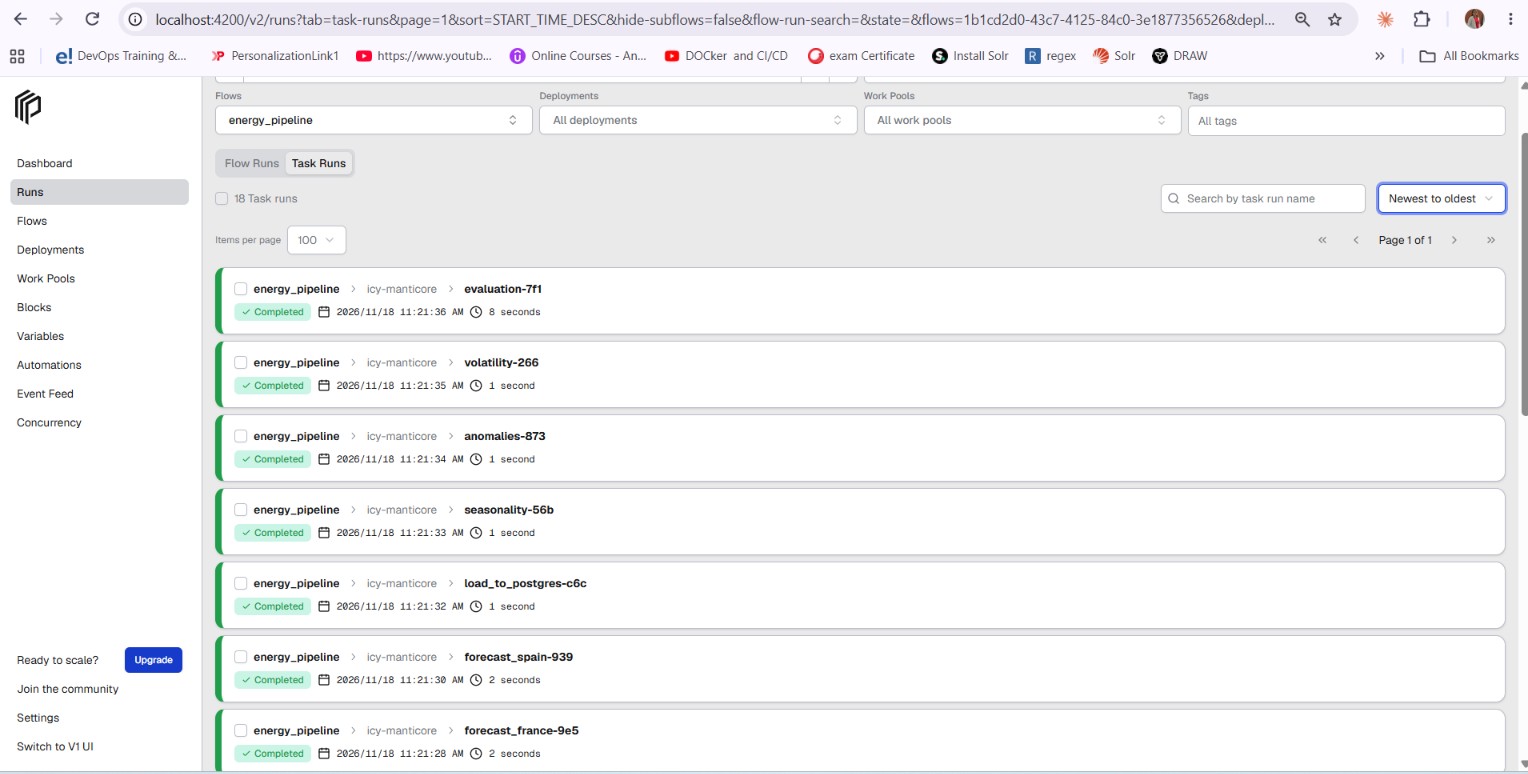 localhost:4200/v2/runs?tab=task-runs&page=1&sort=START_TIME_DESC&hide-subflows=false&flow-run-search=&state=&flows=1b1cd2d0-43c7-4125-84c0-3e1877356526&depl...
e! DevOps Training &... XP PersonalizationLink1 https://www.youtub... Online Courses - An... DOCker and CI/CD exam Certificate Install Solr regex Solr DRAW » All Bookmarks
Flows Deployments Work Pools Tags
energy_pipeline All deployments All work pools All tags
Flow Runs Task Runs
18 Task runs Search by task run name Newest to oldest
Items per page 100 « ‹ Page 1 of 1 › »
energy_pipeline > icy-manticore > evaluation-7f1
Completed 2026/11/18 11:21:36 AM 8 seconds
energy_pipeline > icy-manticore > volatility-266
Completed 2026/11/18 11:21:35 AM 1 second
energy_pipeline > icy-manticore > anomalies-873
Completed 2026/11/18 11:21:34 AM 1 second
energy_pipeline > icy-manticore > seasonality-56b
Completed 2026/11/18 11:21:33 AM 1 second
energy_pipeline > icy-manticore > load_to_postgres-c6c
Completed 2026/11/18 11:21:32 AM 1 second
energy_pipeline > icy-manticore > forecast_spain-939
Completed 2026/11/18 11:21:30 AM 2 seconds
energy_pipeline > icy-manticore > forecast_france-9e5
Completed 2026/11/18 11:21:28 AM 2 seconds
Dashboard
Runs
Flows
Deployments
Work Pools
Blocks
Variables
Automations
Event Feed
Concurrency
Ready to scale? Upgrade
Join the community
Settings
Switch to V1 UI